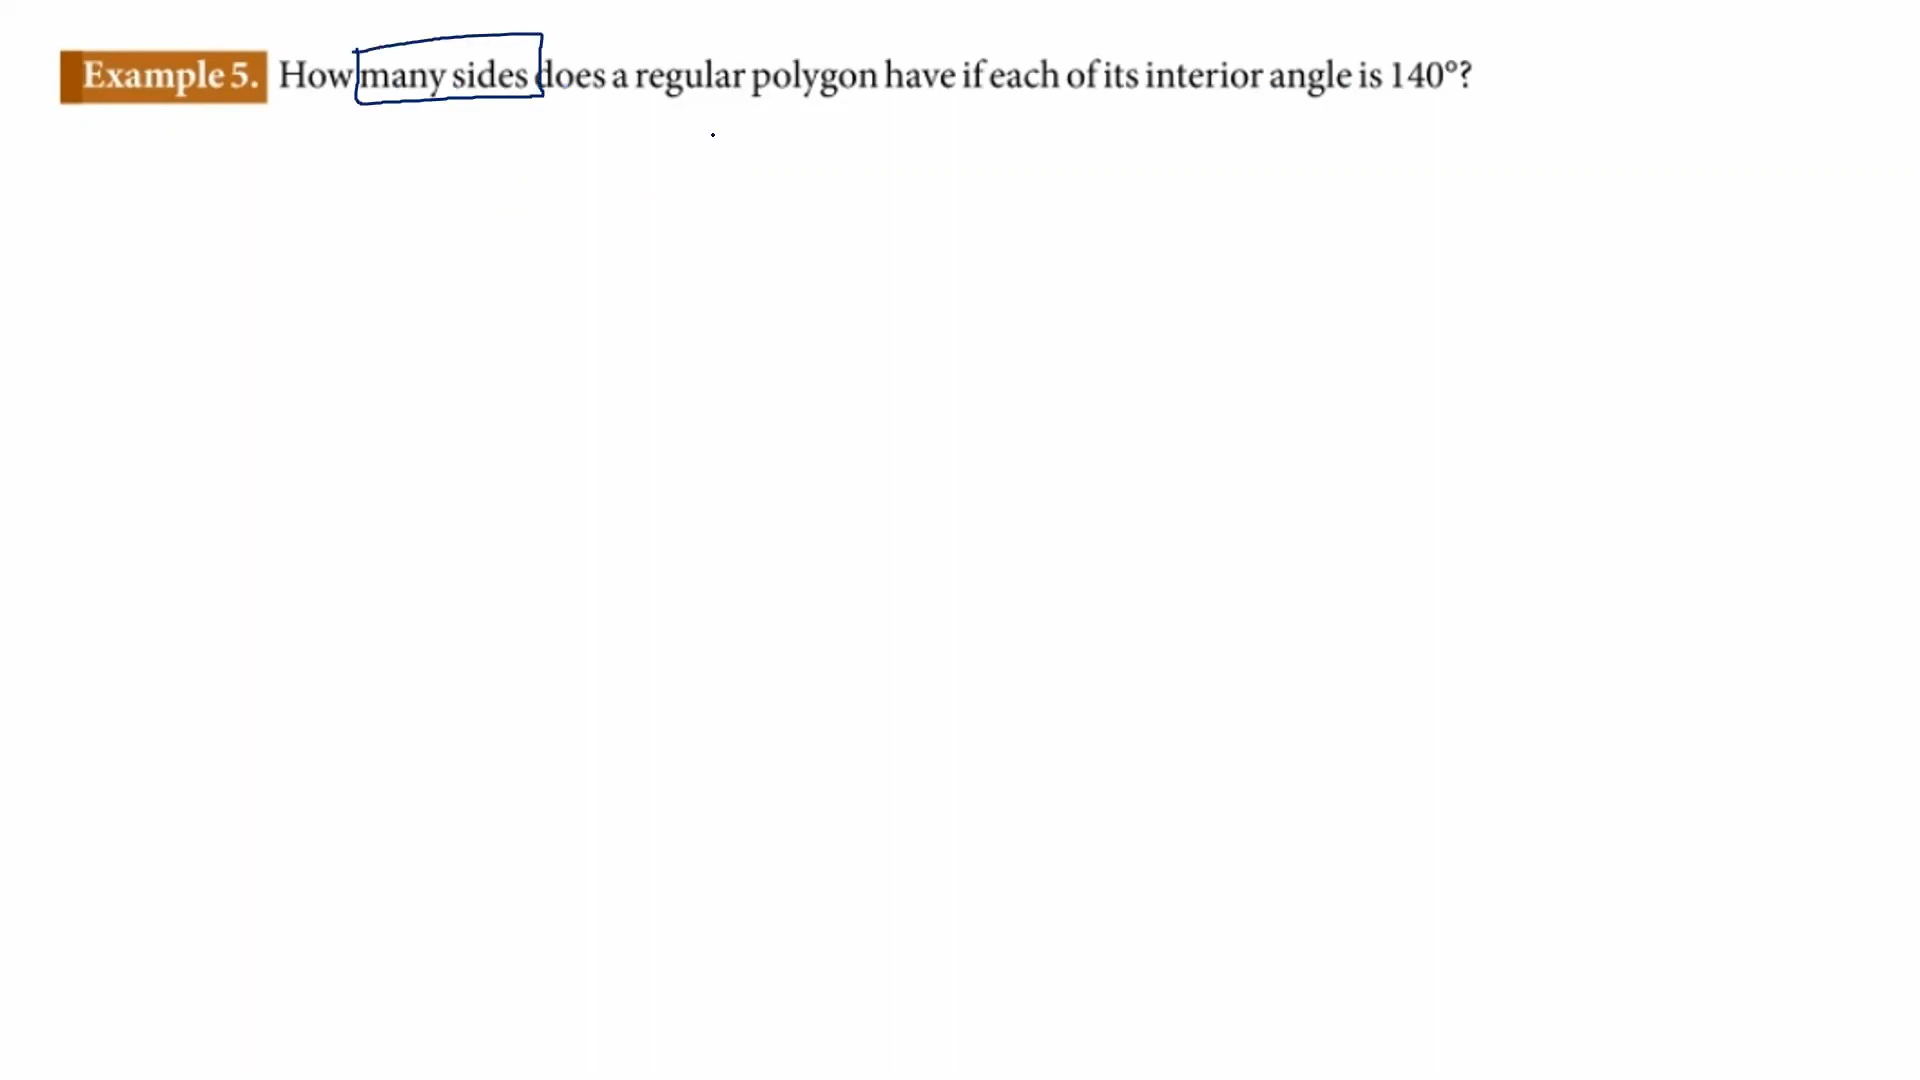 Example 5. How many sides does a regular polygon have if each of its interior angle is 140°?